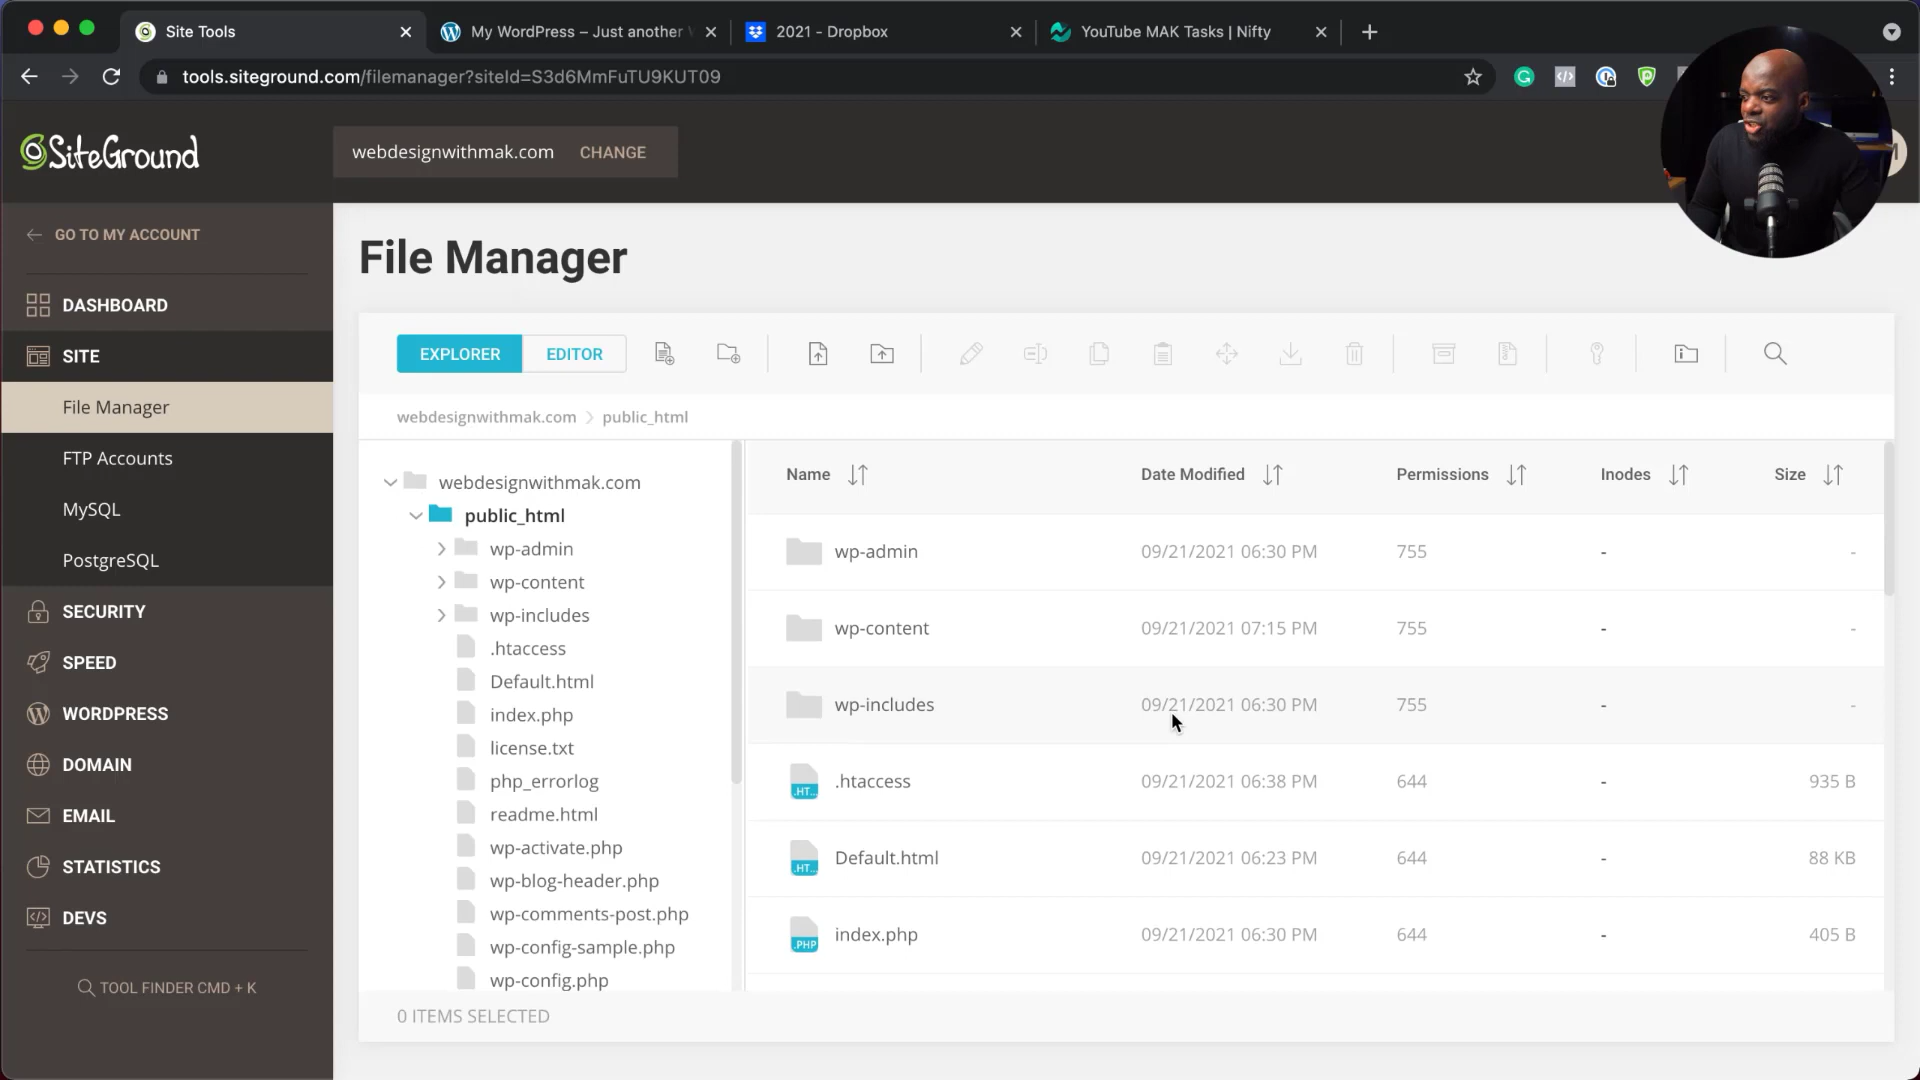 Site Tools
My WordPress – Just another
2021 - Dropbox
YouTube MAK Tasks | Nifty
tools.siteground.com/filemanager?siteId=S3d6MmFuTU9KUT09
SiteGround
webdesignwithmak.com CHANGE
GO TO MY ACCOUNT
DASHBOARD
SITE
File Manager
FTP Accounts
MySQL
PostgreSQL
SECURITY
SPEED
WORDPRESS
DOMAIN
EMAIL
STATISTICS
DEVS
TOOL FINDER CMD + K
File Manager
EXPLORER EDITOR
webdesignwithmak.com > public_html
webdesignwithmak.com
public_html
wp-admin
wp-content
wp-includes
.htaccess
Default.html
index.php
license.txt
php_errorlog
readme.html
wp-activate.php
wp-blog-header.php
wp-comments-post.php
wp-config-sample.php
wp-config.php
Name Date Modified Permissions Inodes Size
wp-admin 09/21/2021 06:30 PM 755 - -
wp-content 09/21/2021 07:15 PM 755 - -
wp-includes 09/21/2021 06:30 PM 755 - -
.HT... .htaccess 09/21/2021 06:38 PM 644 - 935 B
.HT... Default.html 09/21/2021 06:23 PM 644 - 88 KB
.PHP index.php 09/21/2021 06:30 PM 644 - 405 B
0 ITEMS SELECTED